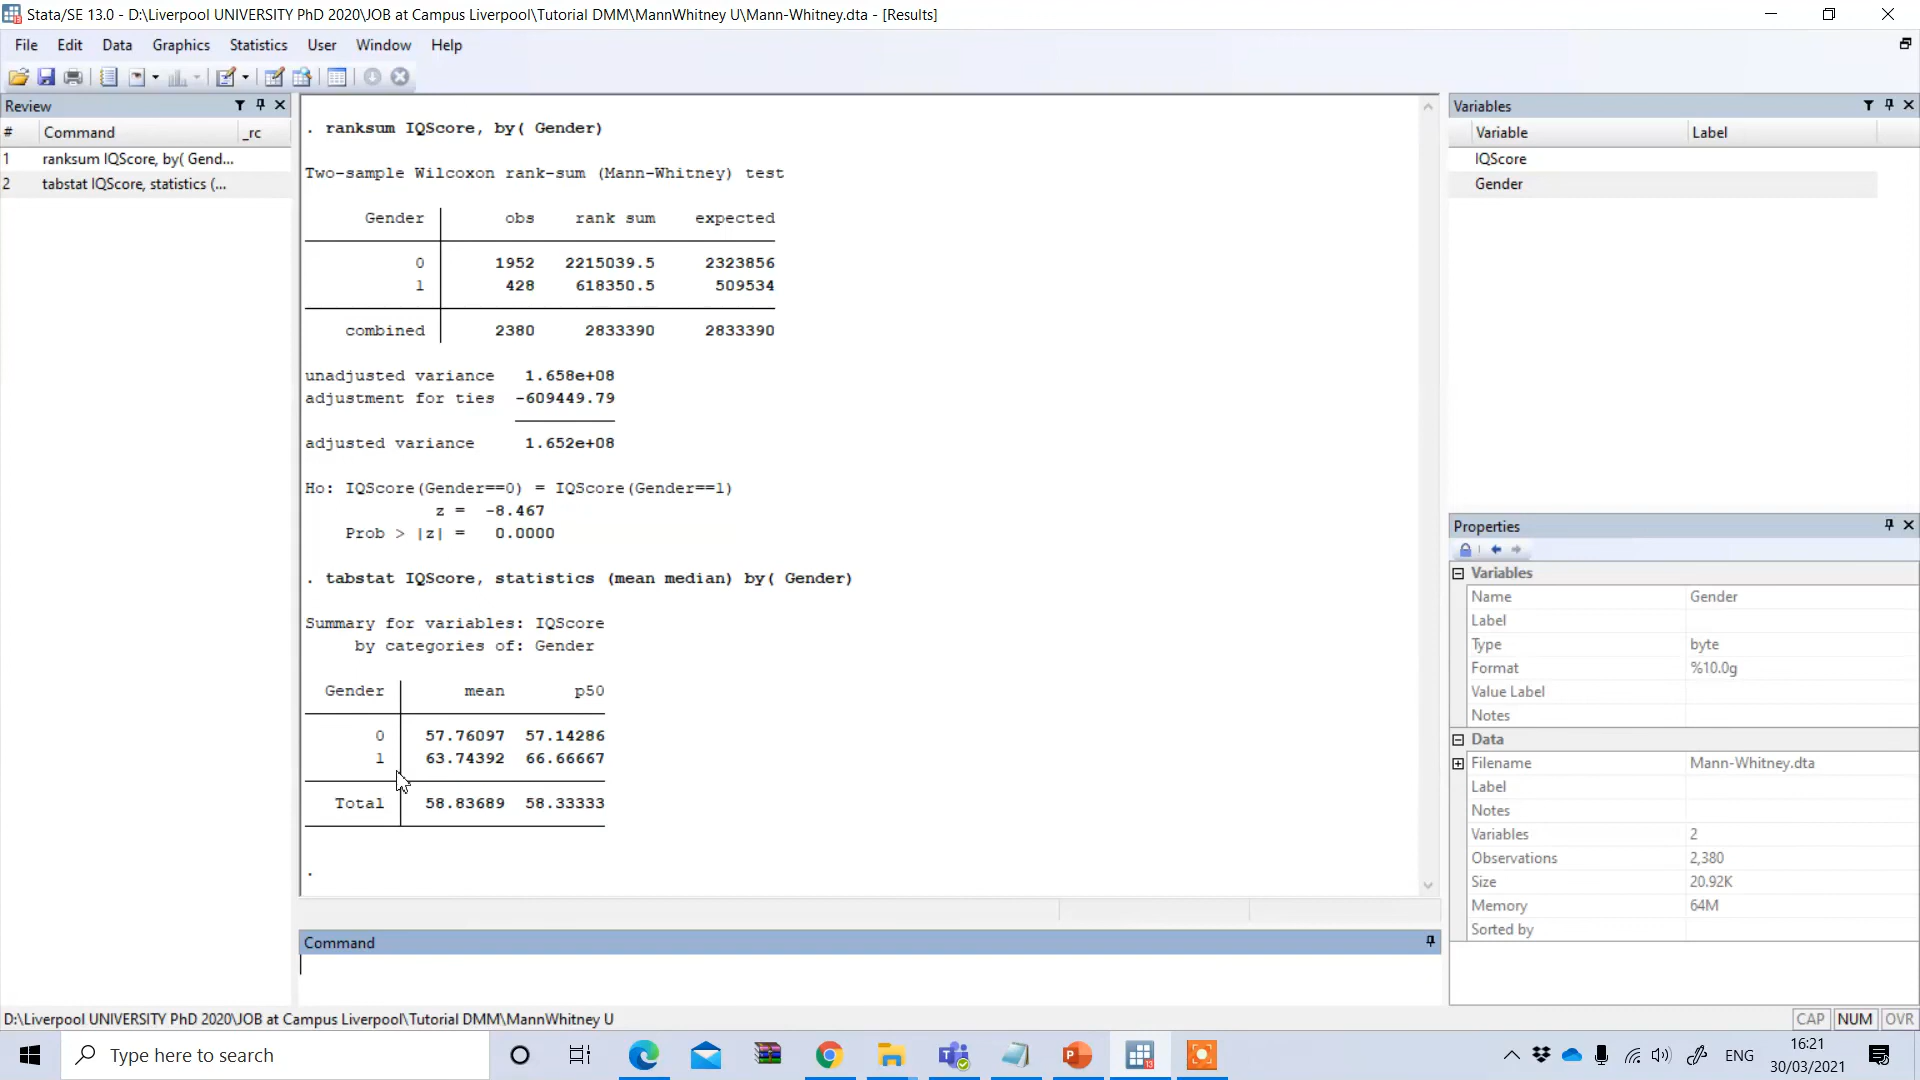 Stata/SE 13.0 - D:\Liverpool UNIVERSITY PhD 2020\JOB at Campus Liverpool\Tutorial DMM\MannWhitney U\Mann-Whitney.dta - [Results]
File Edit Data Graphics Statistics User Window Help
Review
# Command _rc
1 ranksum IQScore, by( Gend...
2 tabstat IQScore, statistics (...
. ranksum IQScore, by( Gender)
Two-sample Wilcoxon rank-sum (Mann-Whitney) test
Gender obs rank sum expected
0 1952 2215039.5 2323856
1 428 618350.5 509534
combined 2380 2833390 2833390
unadjusted variance 1.658e+08
adjustment for ties -609449.79
adjusted variance 1.652e+08
Ho: IQScore(Gender==0) = IQScore(Gender==1)
z = -8.467
Prob > |z| = 0.0000
. tabstat IQScore, statistics (mean median) by( Gender)
Summary for variables: IQScore
by categories of: Gender
Gender mean p50
0 57.76097 57.14286
1 63.74392 66.66667
Total 58.83689 58.33333
.
Command
Variables
Variable Label
IQScore
Gender
Properties
Variables
Name Gender
Label
Type byte
Format %10.0g
Value Label
Notes
Data
Filename Mann-Whitney.dta
Label
Notes
Variables 2
Observations 2,380
Size 20.92K
Memory 64M
Sorted by
D:\Liverpool UNIVERSITY PhD 2020\JOB at Campus Liverpool\Tutorial DMM\MannWhitney U
CAP NUM OVR
Type here to search
ENG
16:21
30/03/2021